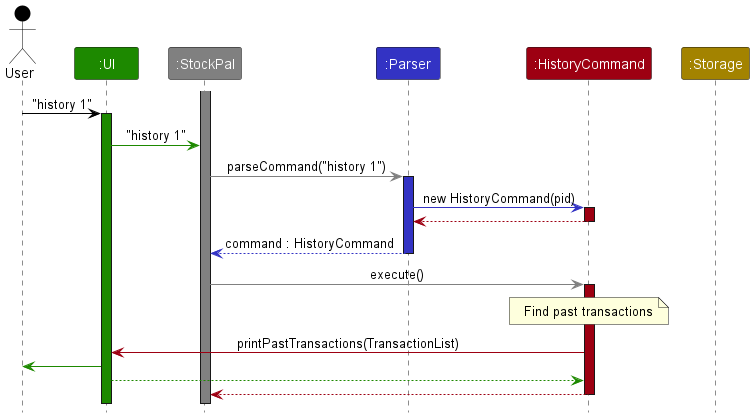 User
:UI
:StockPal
:Parser
:HistoryCommand
:Storage
"history 1"
"history 1"
parseCommand("history 1")
new HistoryCommand(pid)
command : HistoryCommand
execute()
Find past transactions
printPastTransactions(TransactionList)